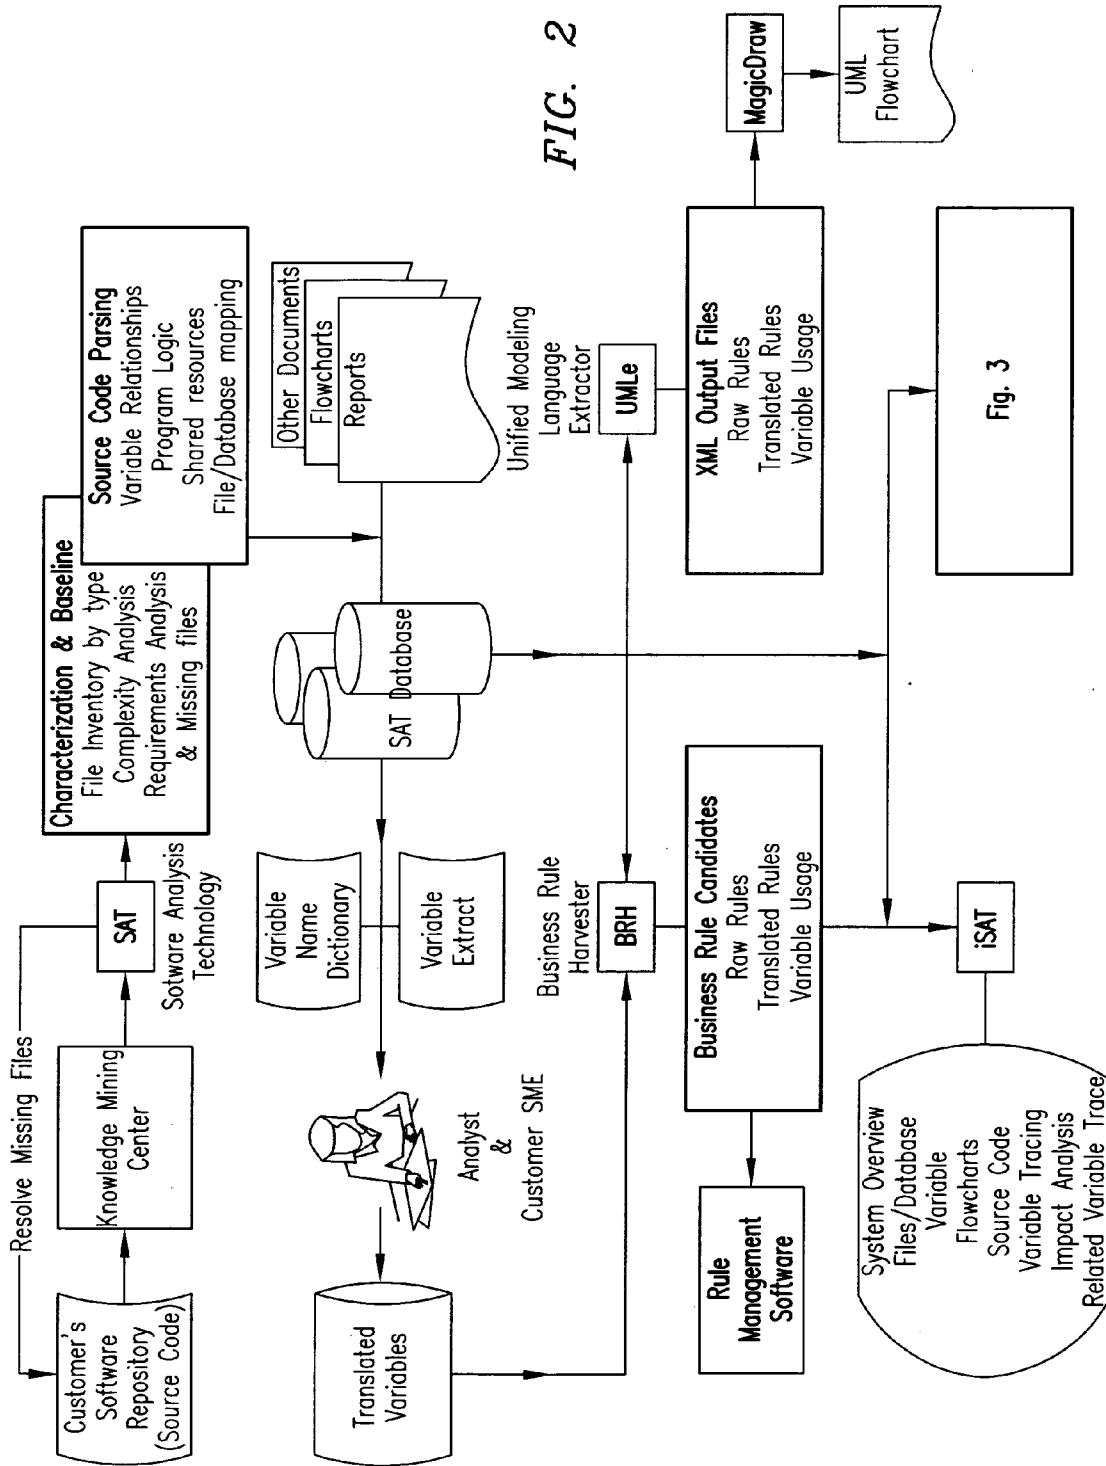 Resolve Missing Files
Customer's
Software
Repository
(Source Code)
Knowledge Mining
Center
SAT
Sotware Analysis
Technology
Characterization & Baseline
File Inventory by type
Complexity Analysis
Requirements Analysis
& Missing files
Source Code Parsing
Variable Relationships
Program Logic
Shared resources
File/Database mapping
Translated
Variables
Analyst
&
Customer SME
Variable
Name
Dictionary
Variable
Extract
SAT Database
Other Documents
Flowcharts
Reports
FIG. 2
Business Rule
Harvester
BRH
Unified Modeling
Language
Extractor
UMLe
Rule
Management
Software
Business Rule Candidates
Raw Rules
Translated Rules
Variable Usage
XML Output Files
Raw Rules
Translated Rules
Variable Usage
MagicDraw
UML
Flowchart
System Overview
Files/Database
Variable
Flowcharts
Source Code
Variable Tracing
Impact Analysis
Related Variable Trace
iSAT
Fig. 3